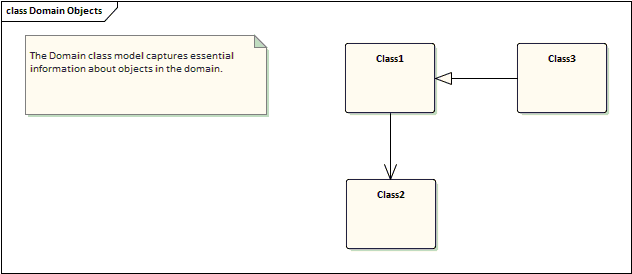 class Domain Objects
The Domain class model captures essential
information about objects in the domain.
Class1
Class3
Class2